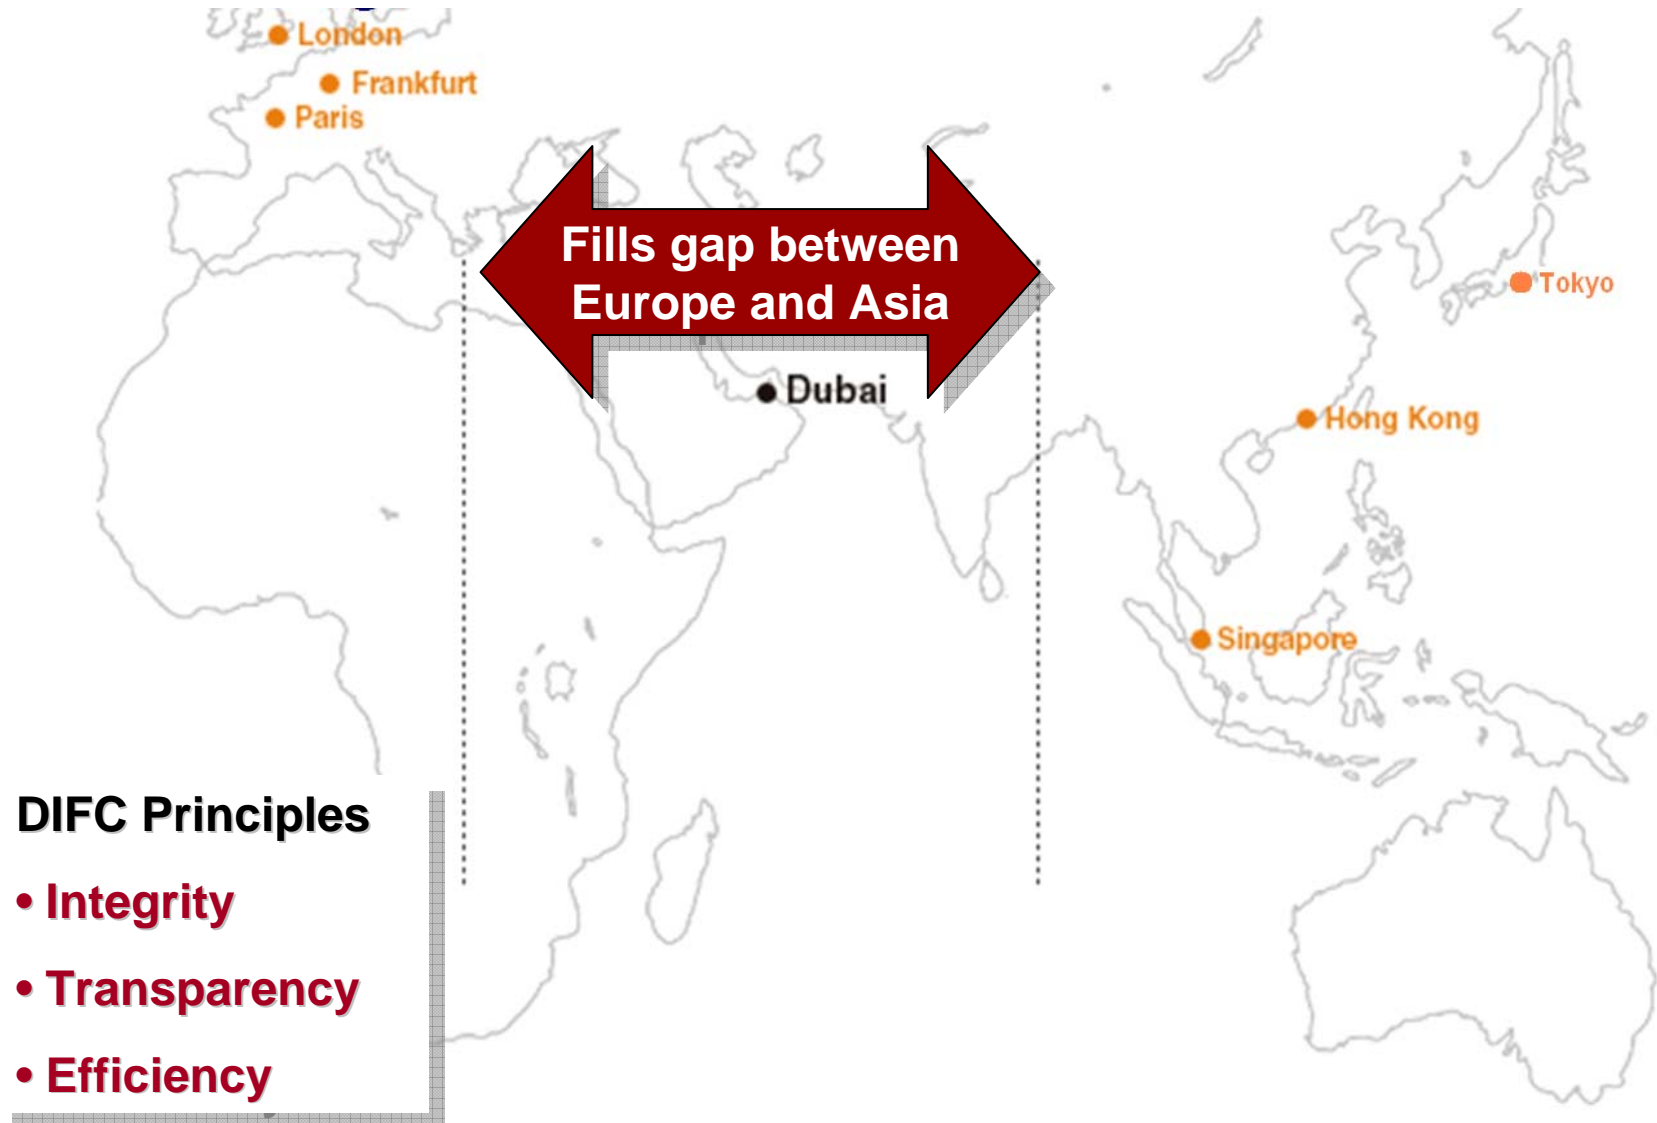 London
Frankfurt
Paris
Fills gap between
Europe and Asia
Tokyo
Dubai
Hong Kong
Singapore
DIFC Principles
• Integrity
• Transparency
• Efficiency